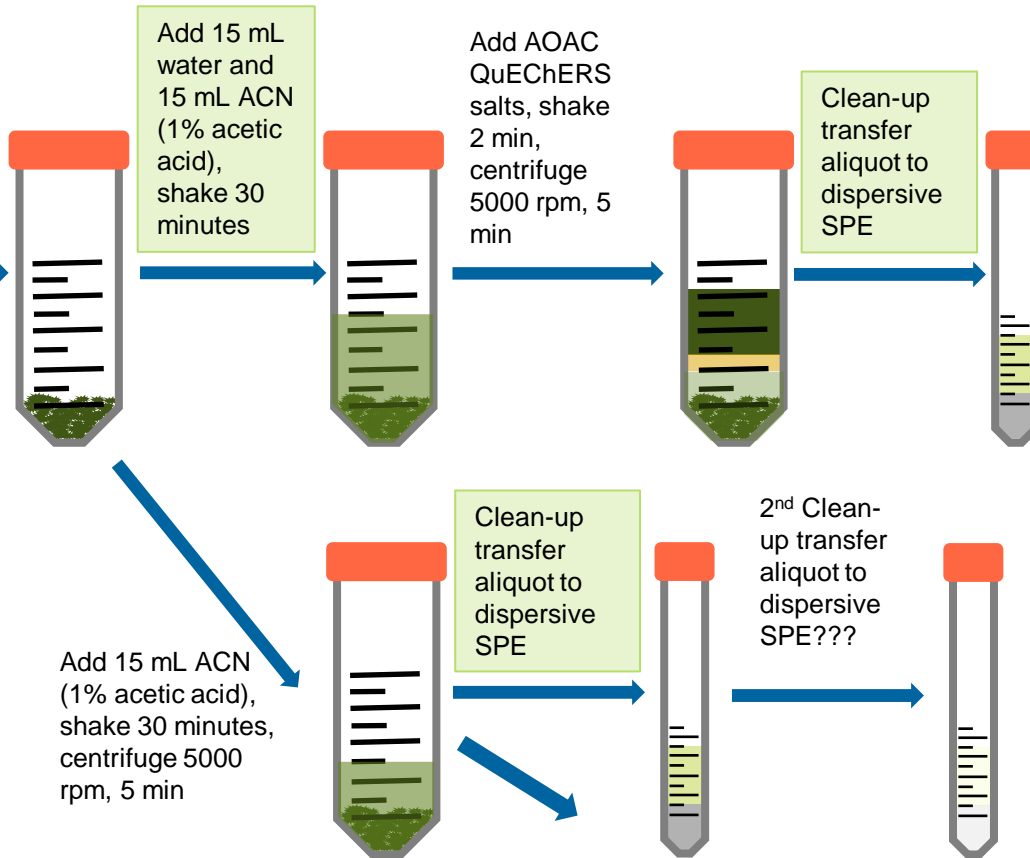 Add 15 mL
water and
15 mL ACN
(1% acetic
acid),
shake 30
minutes
Add AOAC
QuEChERS
salts, shake
2 min,
centrifuge
5000 rpm, 5
min
Clean-up
transfer
aliquot to
dispersive
SPE
Add 15 mL ACN
(1% acetic acid),
shake 30 minutes,
centrifuge 5000
rpm, 5 min
Clean-up
transfer
aliquot to
dispersive
SPE
2nd Clean-
up transfer
aliquot to
dispersive
SPE???